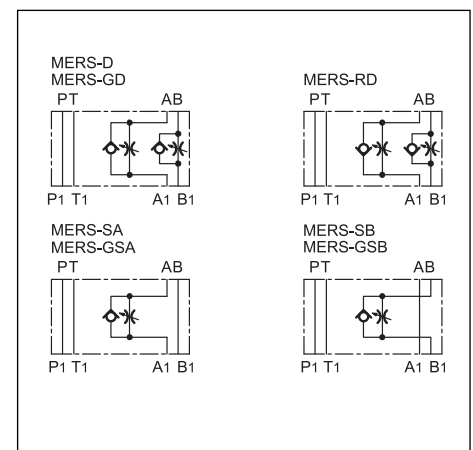 MERS-D
MERS-GD
PT AB
P1 T1 A1 B1
MERS-RD
PT AB
P1 T1 A1 B1
MERS-SA
MERS-GSA
PT AB
P1 T1 A1 B1
MERS-SB
MERS-GSB
PT AB
P1 T1 A1 B1